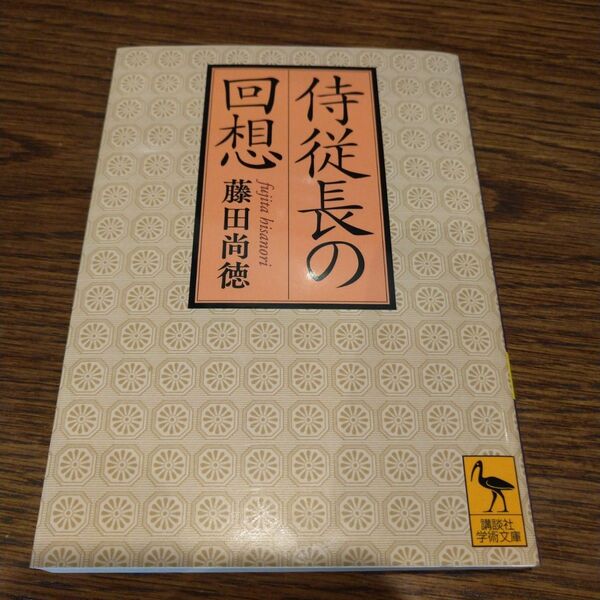 侍従長の
回想
藤田尚徳
fujita hisanori
講談社
学術文庫